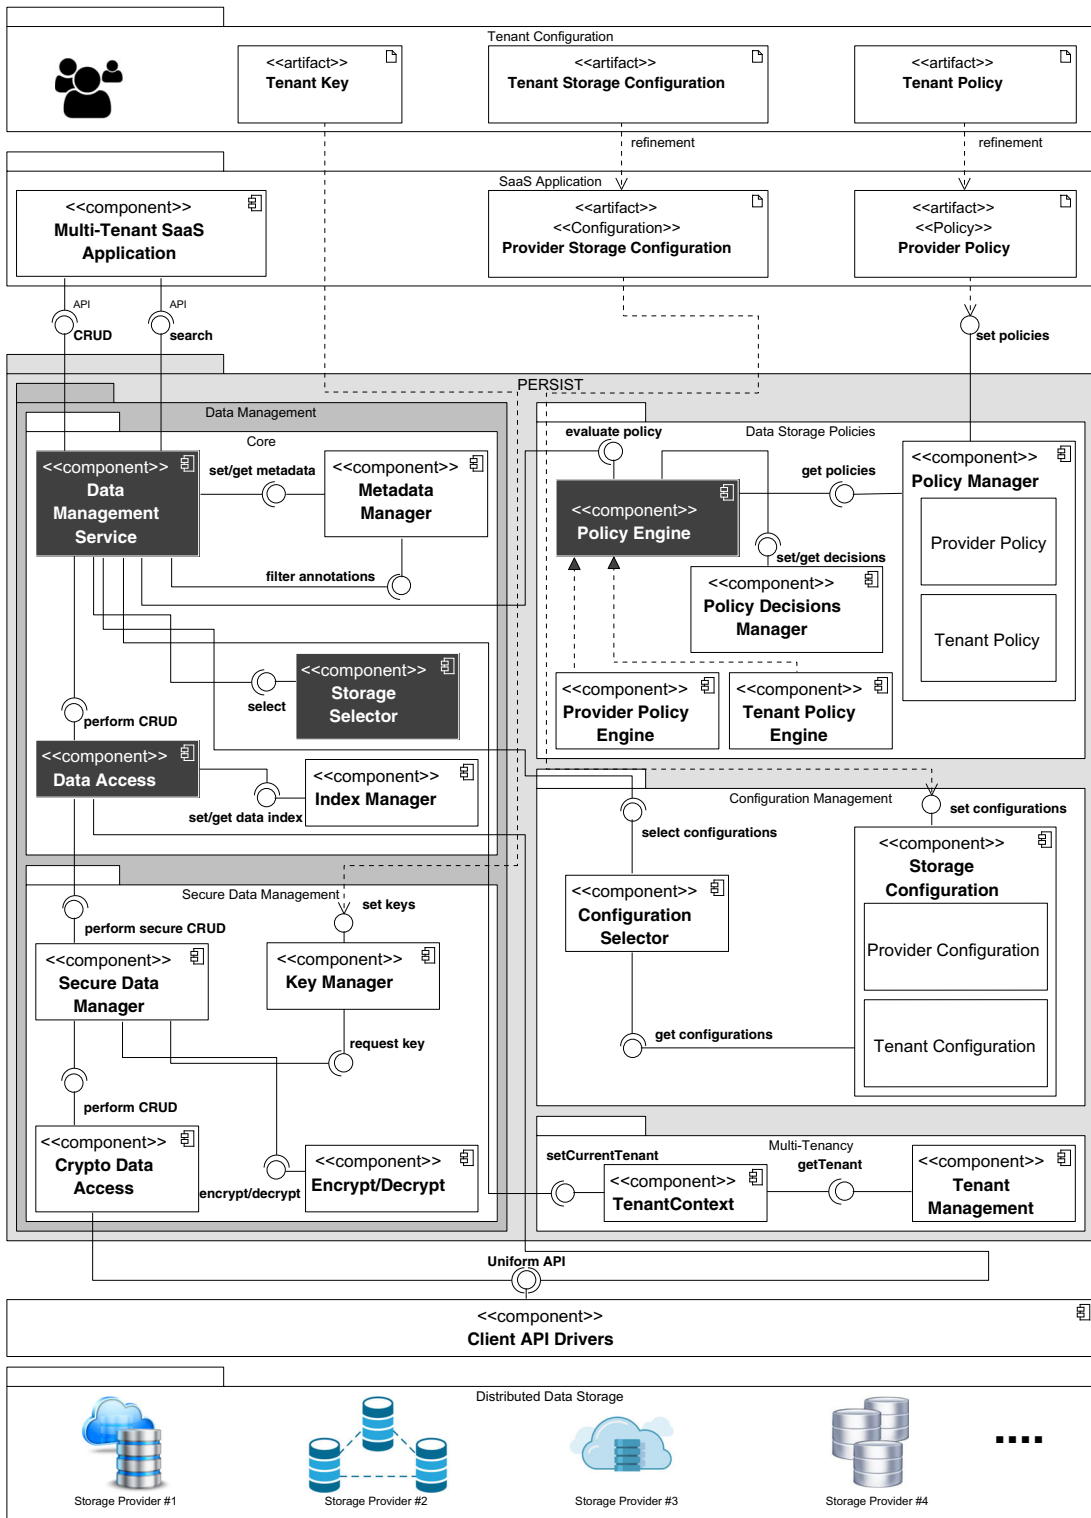 Tenant Configuration
<<artifact>>
Tenant Key
<<artifact>>
Tenant Storage Configuration
<<artifact>>
Tenant Policy
refinement
refinement
SaaS Application
<<component>>
Multi-Tenant SaaS
Application
<<artifact>>
<<Configuration>>
Provider Storage Configuration
<<artifact>>
<<Policy>>
Provider Policy
API
API
CRUD
search
set policies
PERSIST
Data Management
Core
<<component>>
Data
Management
Service
set/get metadata
<<component>>
Metadata
Manager
filter annotations
<<component>>
Storage
Selector
select
perform CRUD
<<component>>
Data Access
<<component>>
Index Manager
set/get data index
evaluate policy
Data Storage Policies
get policies
<<component>>
Policy Manager
Provider Policy
Tenant Policy
<<component>>
Policy Engine
set/get decisions
<<component>>
Policy Decisions
Manager
<<component>>
Provider Policy
Engine
<<component>>
Tenant Policy
Engine
Configuration Management
set configurations
select configurations
<<component>>
Storage
Configuration
Provider Configuration
Tenant Configuration
<<component>>
Configuration
Selector
get configurations
Secure Data Management
set keys
perform secure CRUD
<<component>>
Secure Data
Manager
<<component>>
Key Manager
request key
perform CRUD
<<component>>
Crypto Data
Access
encrypt/decrypt
<<component>>
Encrypt/Decrypt
Multi-Tenancy
setCurrentTenant
getTenant
<<component>>
TenantContext
<<component>>
Tenant
Management
Uniform API
<<component>>
Client API Drivers
Distributed Data Storage
....
Storage Provider #1
Storage Provider #2
Storage Provider #3
Storage Provider #4